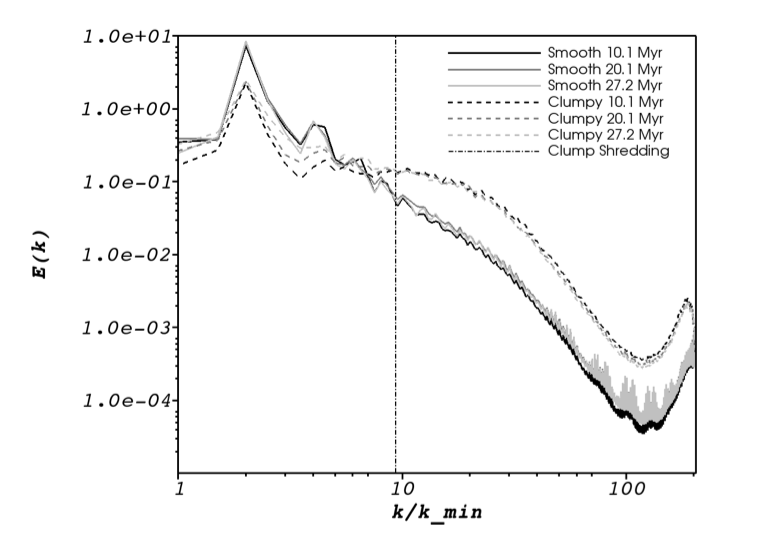 1.0e+01
Smooth 10.1 Myr
Smooth 20.1 Myr
Smooth 27.2 Myr
1.0e+00
Clumpy 10.1 Myr
Clumpy 20.1 Myr
Clumpy 27.2 Myr
Clump Shredding
1.0e-01
E(k)
1.0e-02
1.0e-03
1.0e-04
1 10 100
k/k_min